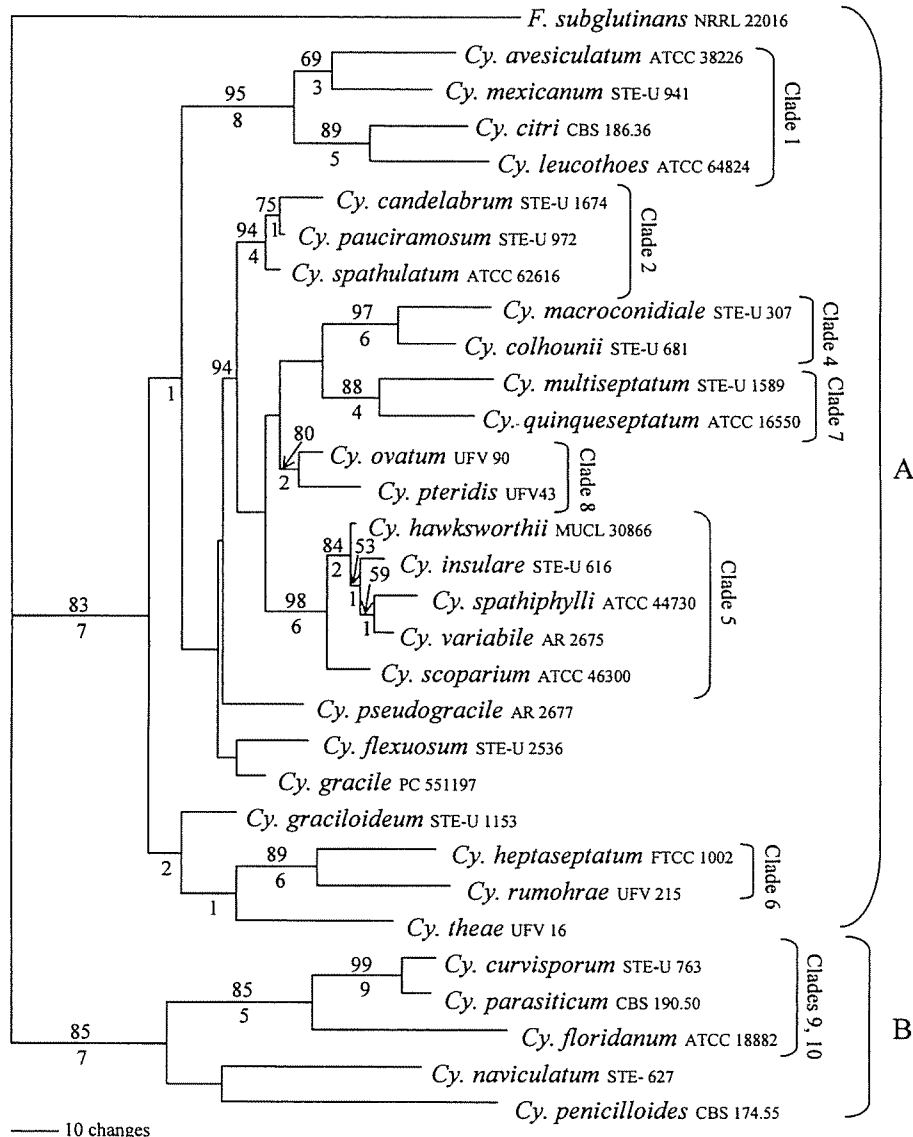 F. subglutinans NRRL 22016
69
Cy. avesiculatum ATCC 38226
3
Cy. mexicanum STE-U 941
95
8
89
Cy. citri CBS 186.36
5
Cy. leucothoes ATCC 64824
Clade 1
75
Cy. candelabrum STE-U 1674
94
1
Cy. pauciramosum STE-U 972
4
Cy. spathulatum ATCC 62616
Clade 2
97
Cy. macroconidiale STE-U 307
6
Cy. colhounii STE-U 681
Clade 4
94
1
88
Cy. multiseptatum STE-U 1589
4
Cy. quinqueseptatum ATCC 16550
Clade 7
80
Cy. ovatum UFV 90
2
Cy. pteridis UFV43
Clade 8
A
Cy. hawksworthii MUCL 30866
84
53
2
Cy. insulare STE-U 616
59
1
Cy. spathiphylli ATCC 44730
98
6
1
Cy. variabile AR 2675
Cy. scoparium ATCC 46300
Clade 5
83
7
Cy. pseudogracile AR 2677
Cy. flexuosum STE-U 2536
Cy. gracile PC 551197
Cy. graciloideum STE-U 1153
2
89
Cy. heptaseptatum FTCC 1002
6
Cy. rumohrae UFV 215
Clade 6
1
Cy. theae UFV 16
99
Cy. curvisporum STE-U 763
9
Cy. parasiticum CBS 190.50
85
5
Cy. floridanum ATCC 18882
Clades 9, 10
B
85
7
Cy. naviculatum STE- 627
Cy. penicilloides CBS 174.55
10 changes